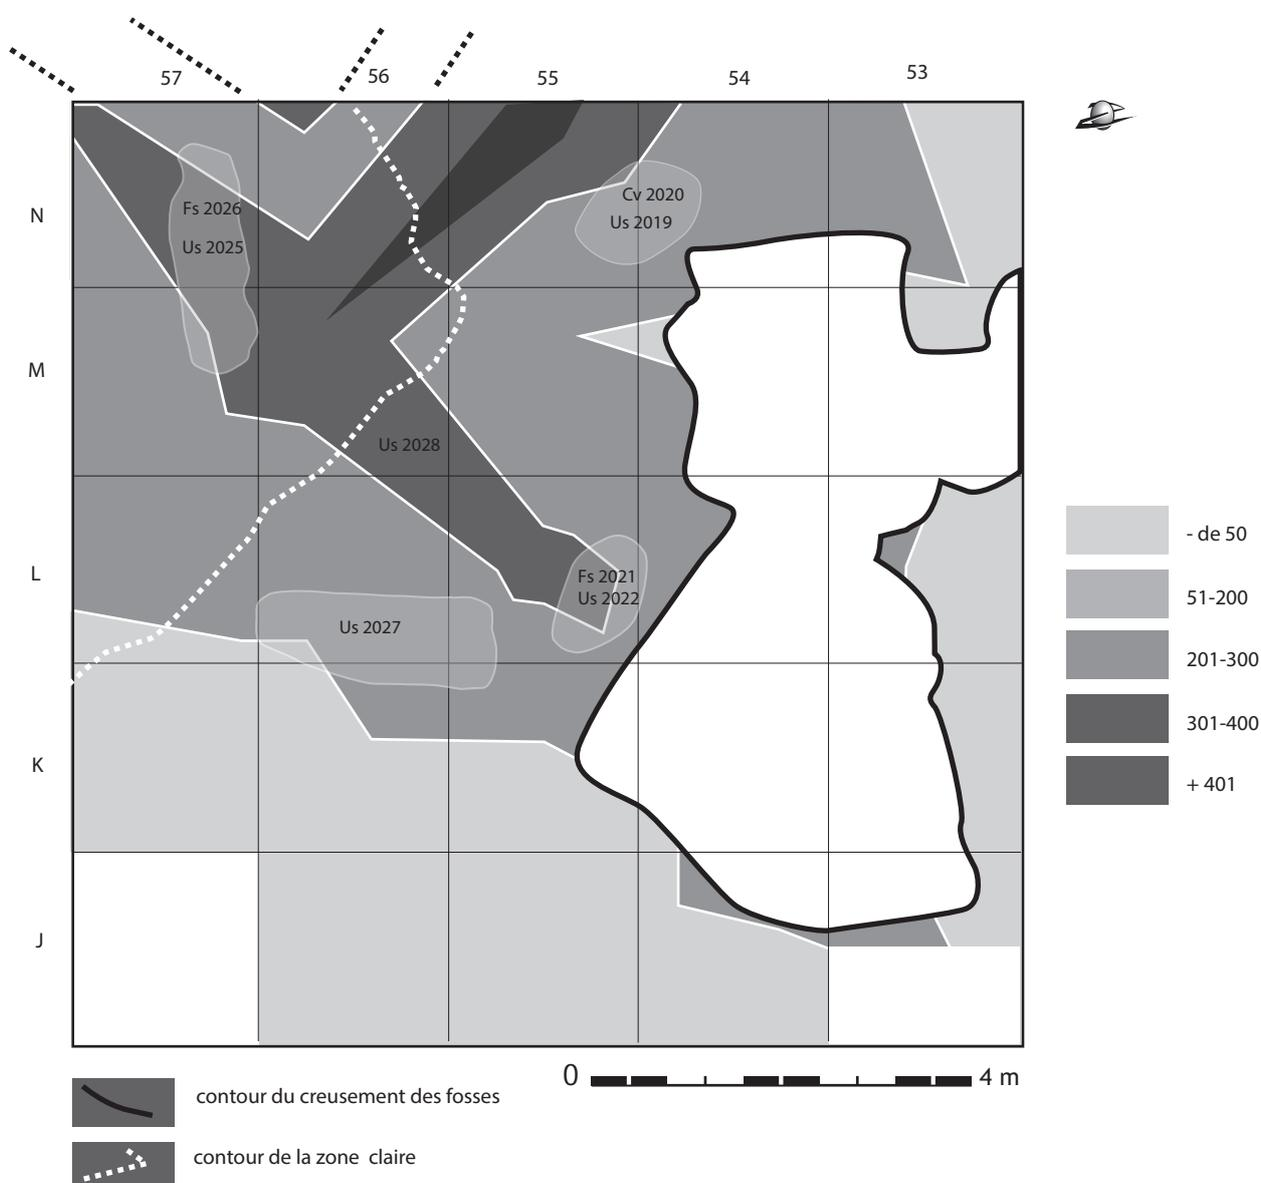 57 56 55 54 53
N
Fs 2026
Us 2025
Cv 2020
Us 2019
M
Us 2028
L
Fs 2021
Us 2022
Us 2027
K
J
- de 50
51-200
201-300
301-400
+ 401
0 4 m
contour du creusement des fosses
contour de la zone claire